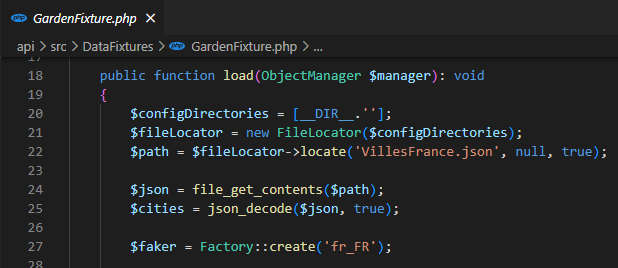 GardenFixture.php ×
api > src > DataFixtures > GardenFixture.php > ...
17
18 public function load(ObjectManager $manager): void
19 {
20 $configDirectories = [__DIR__.''];
21 $fileLocator = new FileLocator($configDirectories);
22 $path = $fileLocator->locate('VillesFrance.json', null, true);
23
24 $json = file_get_contents($path);
25 $cities = json_decode($json, true);
26
27 $faker = Factory::create('fr_FR');
28